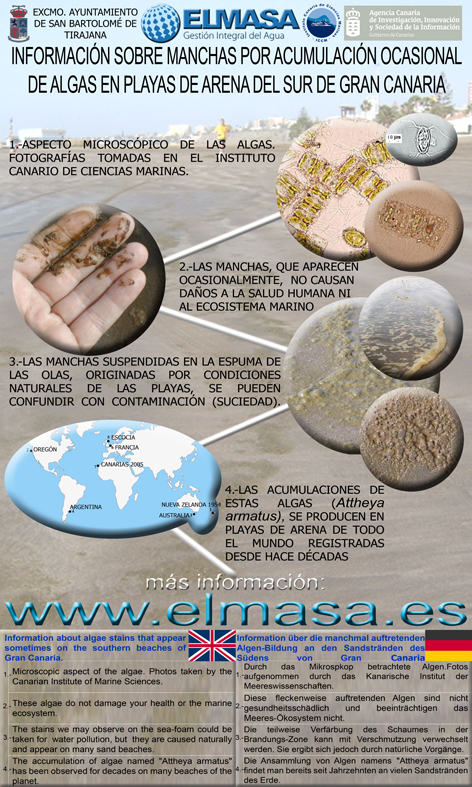 EXCMO. AYUNTAMIENTO
DE SAN BARTOLOMÉ DE
TIRAJANA
ELMASA
Gestión Integral del Agua
ICCM
Agencia Canaria
de Investigación, Innovación
y Sociedad de la Información
Gobierno de Canarias
INFORMACIÓN SOBRE MANCHAS POR ACUMULACIÓN OCASIONAL
DE ALGAS EN PLAYAS DE ARENA DEL SUR DE GRAN CANARIA
1.-ASPECTO MICROSCÓPICO DE LAS ALGAS.
FOTOGRAFÍAS TOMADAS EN EL INSTITUTO
CANARIO DE CIENCIAS MARINAS.
10 µm
2.-LAS MANCHAS, QUE APARECEN
OCASIONALMENTE, NO CAUSAN
DAÑOS A LA SALUD HUMANA NI
AL ECOSISTEMA MARINO
3.-LAS MANCHAS SUSPENDIDAS EN LA ESPUMA DE
LAS OLAS, ORIGINADAS POR CONDICIONES
NATURALES DE LAS PLAYAS, SE PUEDEN
CONFUNDIR CON CONTAMINACIÓN (SUCIEDAD).
ESCOCIA
OREGÓN
FRANCIA
CANARIAS 2005
NUEVA ZELANDA 1954
ARGENTINA
AUSTRALIA
4.-LAS ACUMULACIONES DE
ESTAS ALGAS (Attheya
armatus), SE PRODUCEN EN
PLAYAS DE ARENA DE TODO
EL MUNDO REGISTRADAS
DESDE HACE DÉCADAS
más información:
www.elmasa.es
Information about algae stains that appear
sometimes on the southern beaches of
Gran Canaria.
1. Microscopic aspect of the algae. Photos taken by the
Canarian Institute of Marine Sciences.
2. These algae do not damage your health or the marine
ecosystem.
3. The stains we may observe on the sea-foam could be
taken for water pollution, but they are caused naturally
and appear on many sand beaches.
4. The accumulation of algae named "Attheya armatus"
has been observed for decades on many beaches of the
planet.
Information über die manchmal auftretenden
Algen-Bildung an den Sandstränden des
Südens von Gran Canaria
1. Durch das Mikrospkop betrachtete Algen.Fotos
aufgenommen durch das Kanarische Institut der
Meereswissenschaften.
2. Diese fleckenweise auftretenden Algen sind nicht
gesundheitsschädlich und beeinträchtigen das
Meeres-Ökosystem nicht.
3. Die teilweise Verfärbung des Schaumes in der
Brandungs-Zone kann mit Verschmutzung verwechselt
werden. Sie ergibt sich jedoch durch natürliche Vorgänge.
4. Die Ansammlung von Algen namens "Attheya armatus"
findet man bereits seit Jahrzehnten an vielen Sandstränden
des Erde.